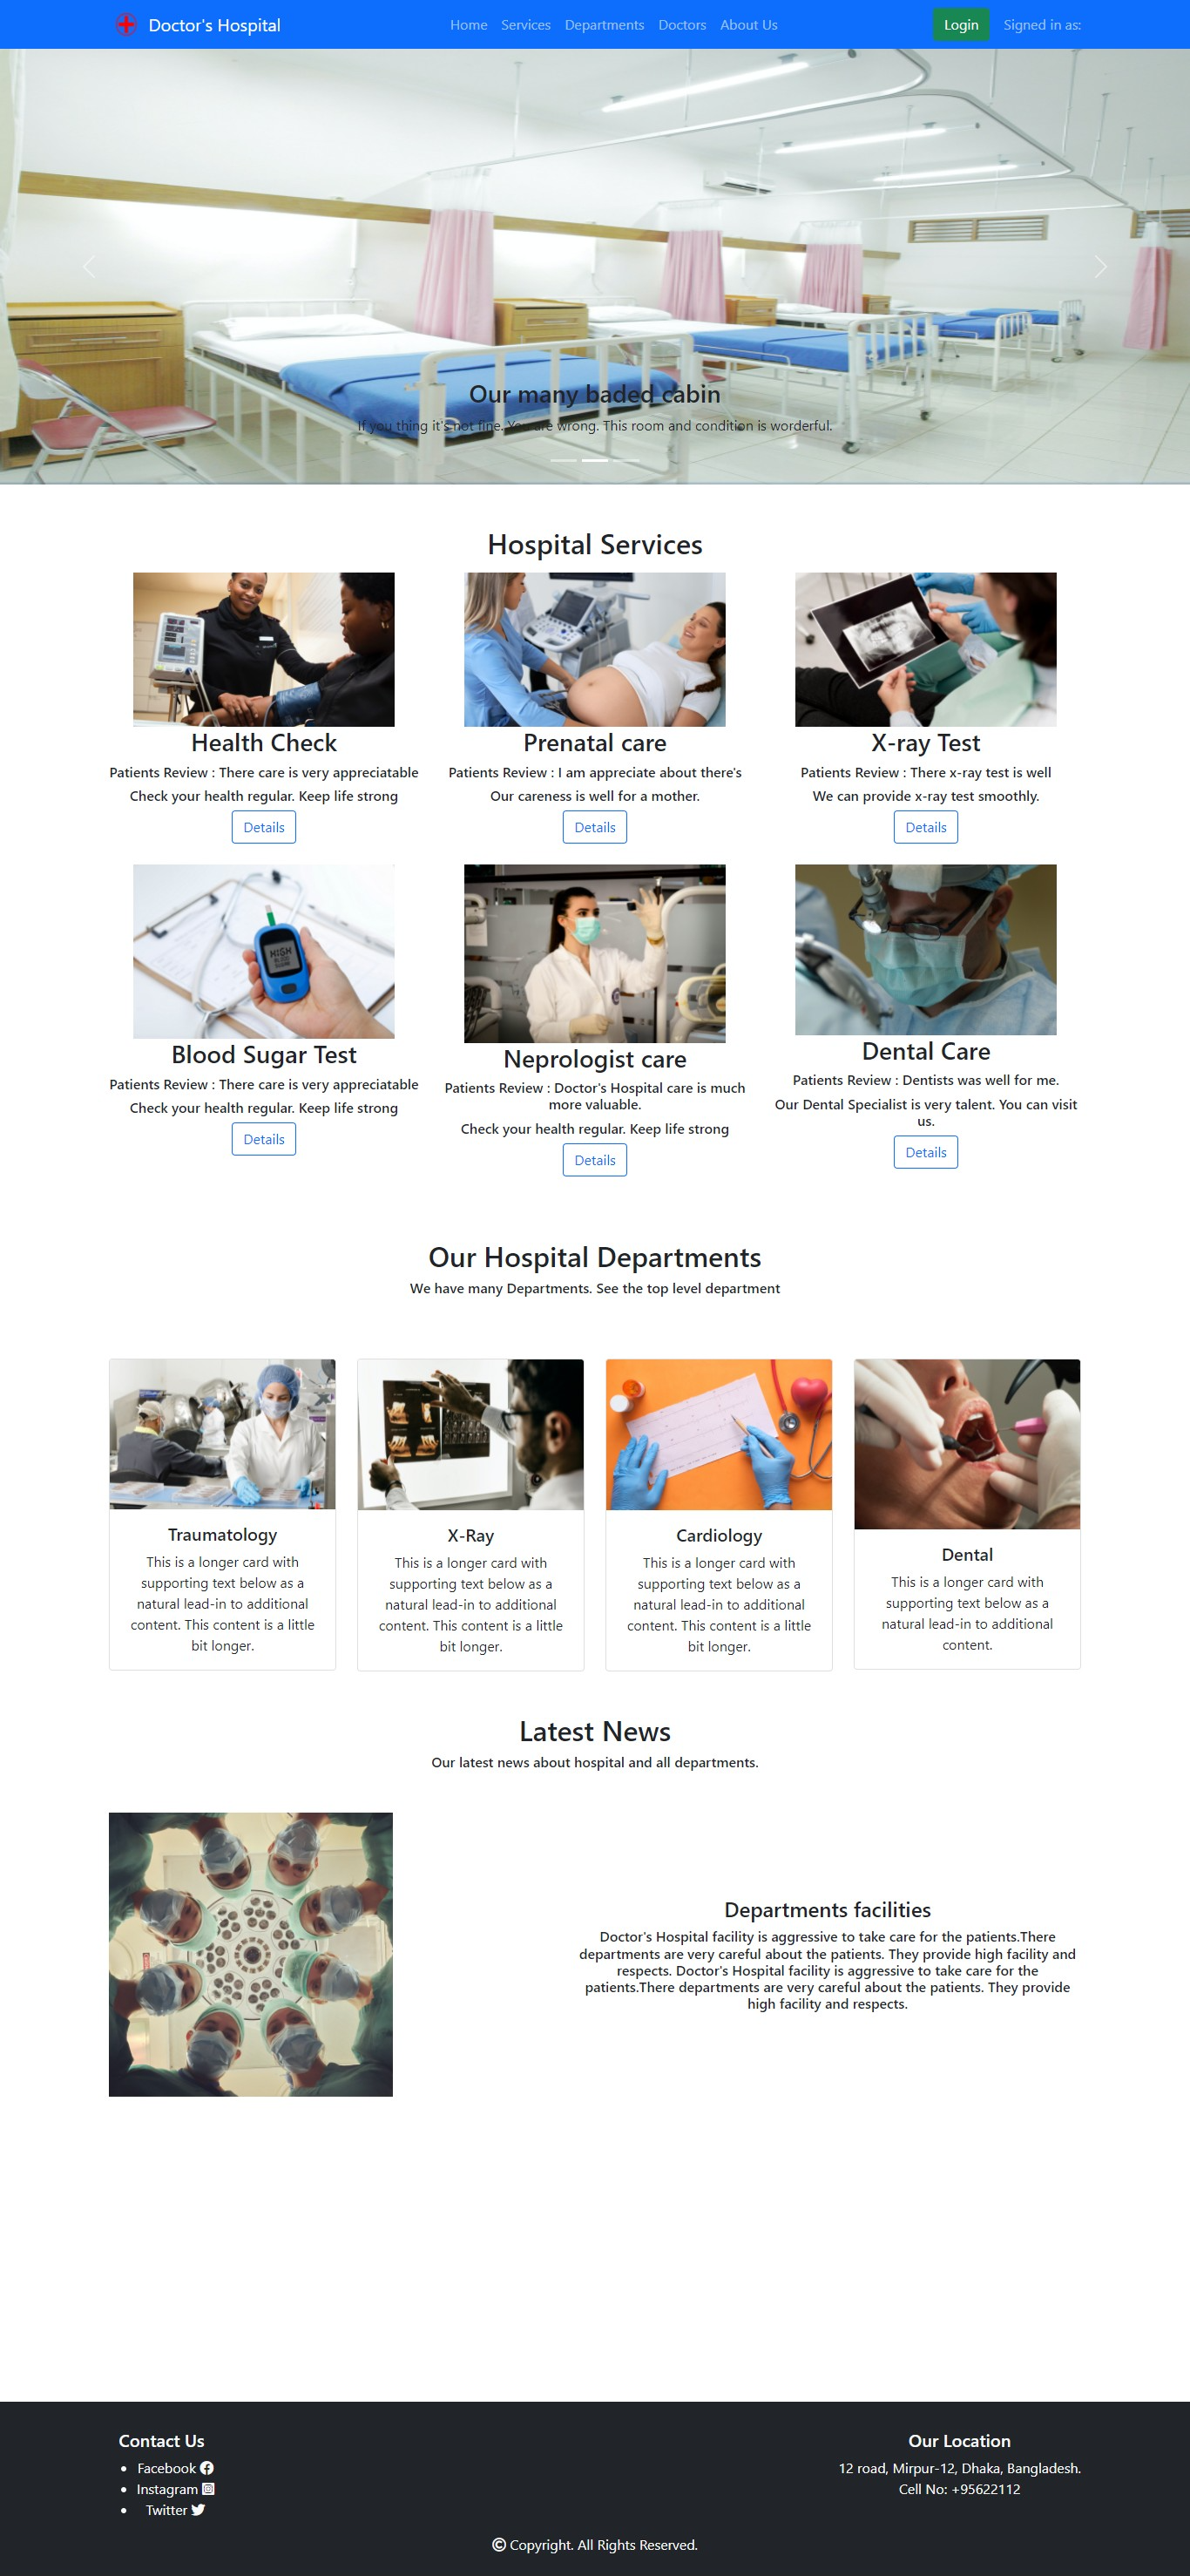 Doctor's Hospital
Home Services Departments Doctors About Us
Login Signed in as:
Our many baded cabin
If you thing it's not fine. You are wrong. This room and condition is worderful.
Hospital Services
Health Check
Patients Review : There care is very appreciatable
Check your health regular. Keep life strong
Details
Prenatal care
Patients Review : I am appreciate about there's
Our careness is well for a mother.
Details
X-ray Test
Patients Review : There x-ray test is well
We can provide x-ray test smoothly.
Details
HIGH
Blood Sugar Test
Patients Review : There care is very appreciatable
Check your health regular. Keep life strong
Details
Neprologist care
Patients Review : Doctor's Hospital care is much
more valuable.
Check your health regular. Keep life strong
Details
Dental Care
Patients Review : Dentists was well for me.
Our Dental Specialist is very talent. You can visit
us.
Details
Our Hospital Departments
We have many Departments. See the top level department
Traumatology
This is a longer card with
supporting text below as a
natural lead-in to additional
content. This content is a little
bit longer.
X-Ray
This is a longer card with
supporting text below as a
natural lead-in to additional
content. This content is a little
bit longer.
Cardiology
This is a longer card with
supporting text below as a
natural lead-in to additional
content. This content is a little
bit longer.
Dental
This is a longer card with
supporting text below as a
natural lead-in to additional
content.
Latest News
Our latest news about hospital and all departments.
Departments facilities
Doctor's Hospital facility is aggressive to take care for the patients.There
departments are very careful about the patients. They provide high facility and
respects. Doctor's Hospital facility is aggressive to take care for the
patients.There departments are very careful about the patients. They provide
high facility and respects.
Contact Us
• Facebook
• Instagram
• Twitter
Our Location
12 road, Mirpur-12, Dhaka, Bangladesh.
Cell No: +95622112
© Copyright. All Rights Reserved.